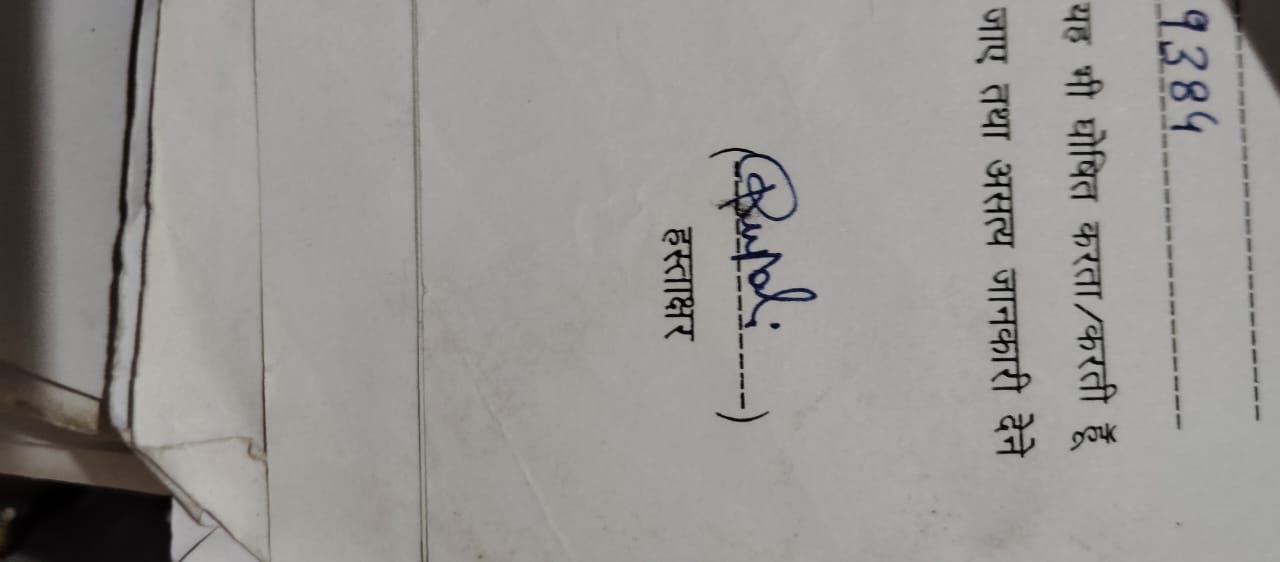 9384
यह भी घोषित करता/करती हूँ
जाए तथा असत्य जानकारी देने
(
)
हस्ताक्षर